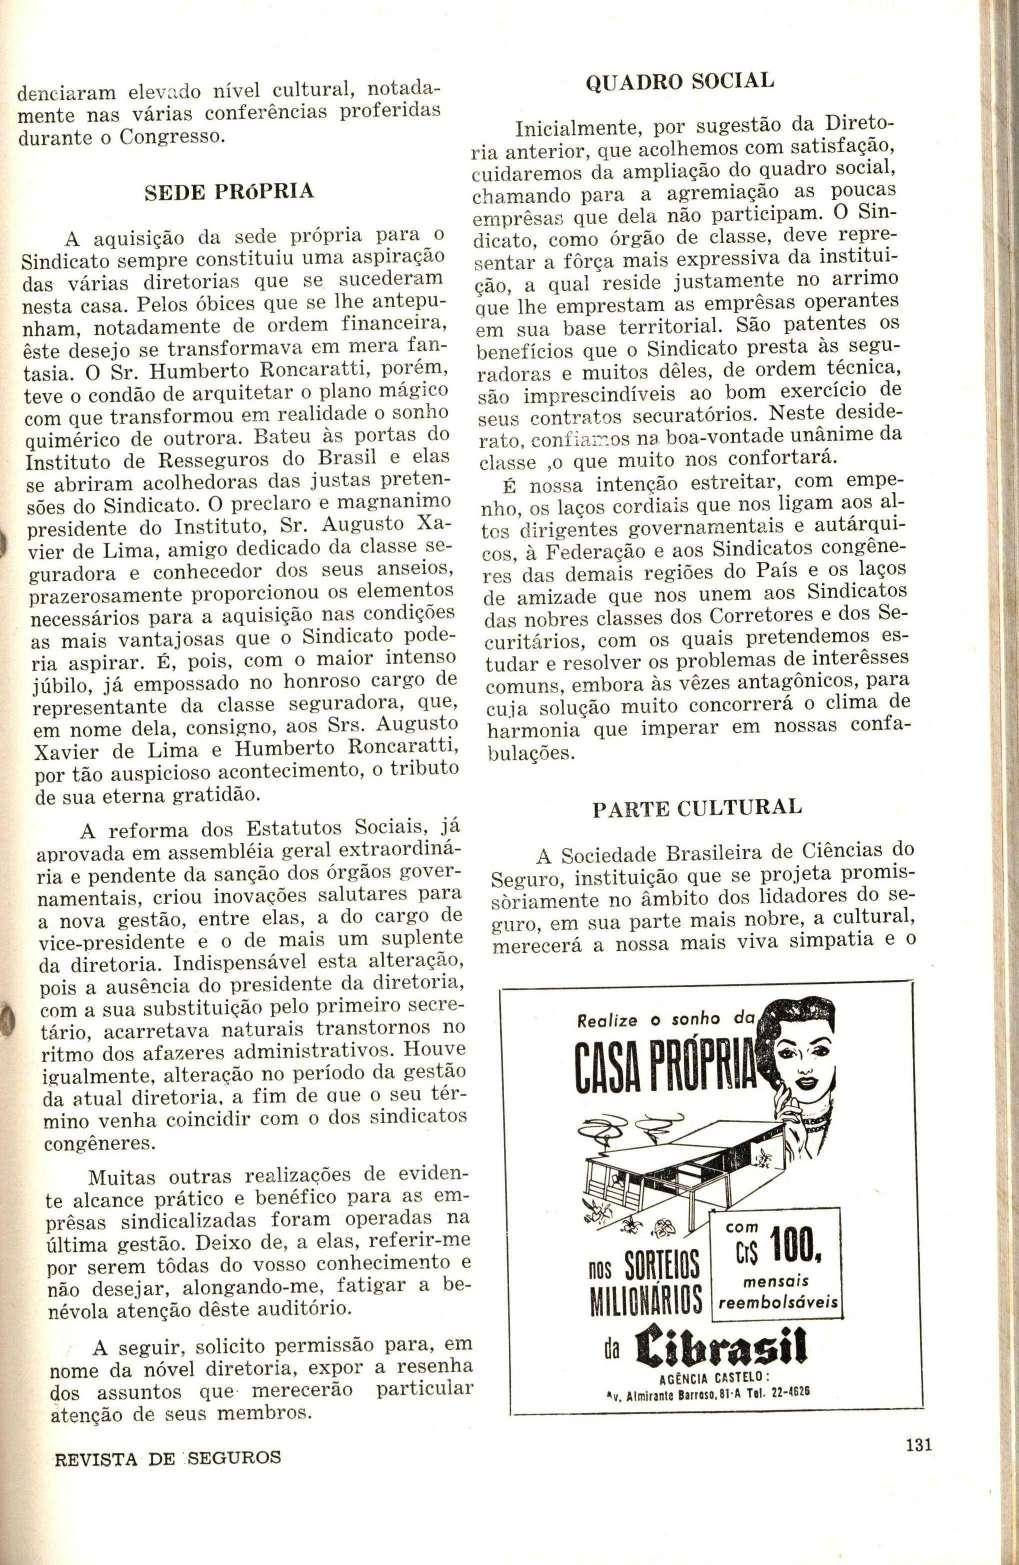 denciaram elevado nível cultural, notada-
mente nas várias conferências proferidas
durante o Congresso.
SEDE PRóPRIA
A aquisição da sede própria para o
Sindicato sempre constituiu uma aspiração
das várias diretorias que se sucederam
nesta casa. Pelos óbices que se lhe antepu-
nham, notadamente de ordem financeira,
êste desejo se transformava em mera fan-
tasia. O Sr. Humberto Roncaratti, porém,
teve o condão de arquitetar o plano mágico
com que transformou em realidade o sonho
quimérico de outrora. Bateu às portas do
Instituto de Resseguros do Brasil e elas
se abriram acolhedoras das justas preten-
sões do Sindicato. O preclaro e magnanimo
presidente do Instituto, Sr. Augusto Xa-
vier de Lima, amigo dedicado da classe se-
guradora e conhecedor dos seus anseios,
prazerosamente proporcionou os elementos
necessários para a aquisição nas condições
as mais vantajosas que o Sindicato pode-
ria aspirar. É, pois, com o maior intenso
júbilo, já empossado no honroso cargo de
representante da classe seguradora, que,
em nome dela, consigno, aos Srs. Augusto
Xavier de Lima e Humberto Roncaratti,
por tão auspicioso acontecimento, o tributo
de sua eterna gratidão.
A reforma dos Estatutos Sociais, já
aprovada em assembléia geral extraordiná-
ria e pendente da sanção dos órgãos gover-
namentais, criou inovações salutares para
a nova gestão, entre elas, a do cargo de
vice-presidente e o de mais um suplente
da diretoria. Indispensável esta alteração,
pois a ausência do presidente da diretoria,
com a sua substituição pelo primeiro secre-
tário, acarretava naturais transtornos no
ritmo dos afazeres administrativos. Houve
igualmente, alteração no período da gestão
da atual diretoria, a fim de que o seu tér-
mino venha coincidir com o dos sindicatos
congêneres.
Muitas outras realizações de eviden-
te alcance prático e benéfico para as em-
prêsas sindicalizadas foram operadas na
última gestão. Deixo de, a elas, referir-me
por serem tôdas do vosso conhecimento e
não desejar, alongando-me, fatigar a be-
névola atenção dêste auditório.
A seguir, solicito permissão para, em
nome da nóvel diretoria, expor a resenha
dos assuntos que merecerão particular
atenção de seus membros.
REVISTA DE SEGUROS
QUADRO SOCIAL
Inicialmente, por sugestão da Direto-
ria anterior, que acolhemos com satisfação,
cuidaremos da ampliação do quadro social,
chamando para a agremiação as poucas
emprêsas que dela não participam. O Sin-
dicato, como órgão de classe, deve repre-
sentar a fôrça mais expressiva da institui-
ção, a qual reside justamente no arrimo
que lhe emprestam as emprêsas operantes
em sua base territorial. São patentes os
benefícios que o Sindicato presta às segu-
radoras e muitos dêles, de ordem técnica,
são imprescindíveis ao bom exercício de
seus contratos securatórios. Neste deside-
rato, confiamos na boa-vontade unânime da
classe ,o que muito nos confortará.
É nossa intenção estreitar, com empe-
nho, os laços cordiais que nos ligam aos al-
tos dirigentes governamentais e autárqui-
cos, à Federação e aos Sindicatos congêne-
res das demais regiões do País e os laços
de amizade que nos unem aos Sindicatos
das nobres classes dos Corretores e dos Se-
curitários, com os quais pretendemos es-
tudar e resolver os problemas de interêsses
comuns, embora às vêzes antagônicos, para
cuja solução muito concorrerá o clima de
harmonia que imperar em nossas confa-
bulações.
PARTE CULTURAL
A Sociedade Brasileira de Ciências do
Seguro, instituição que se projeta promis-
sòriamente no âmbito dos lidadores do se-
guro, em sua parte mais nobre, a cultural,
merecerá a nossa mais viva simpatia e o
Realize o sonho da
CASA PRÓPRIA
nos SORTEIOS
MILIONÁRIOS
com
Cr$ 100,
mensais
reembolsáveis
da Cibrasil
AGÊNCIA CASTELO:
Av. Almirante Barroso, 81-A Tel. 22-4626
131